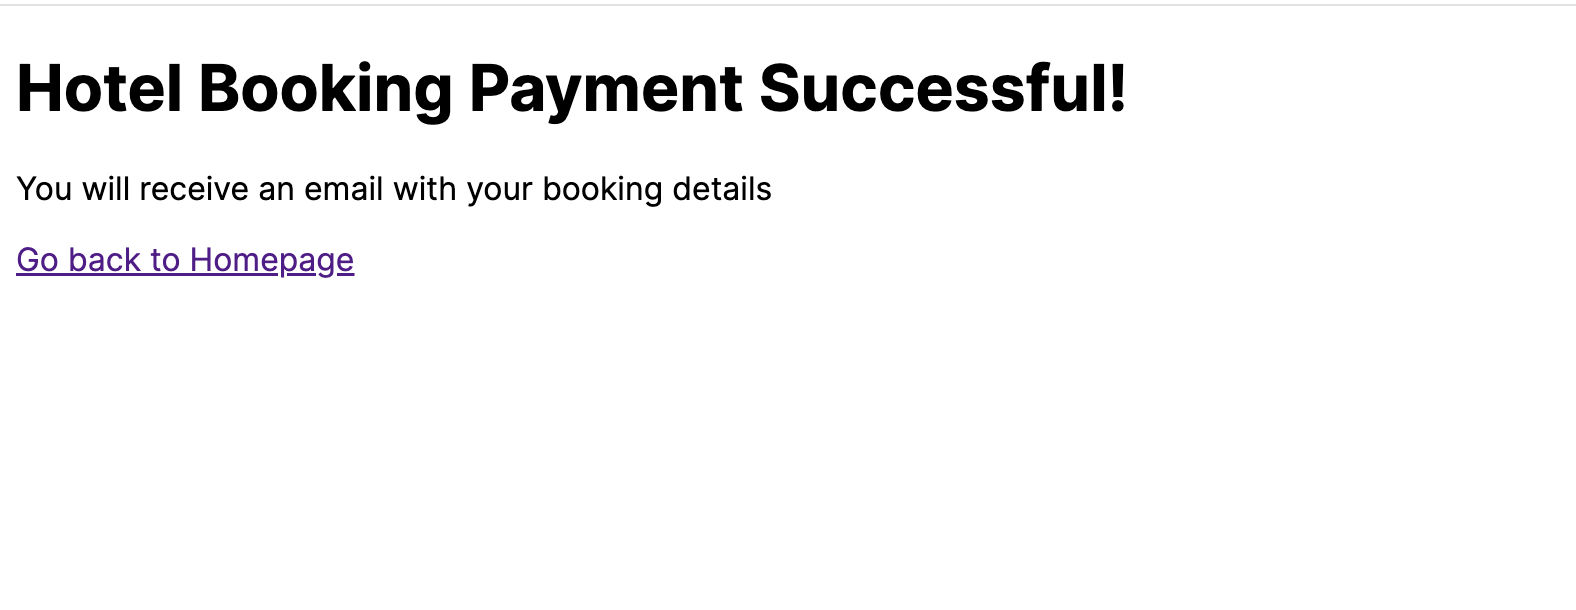 Hotel Booking Payment Successful!
You will receive an email with your booking details
Go back to Homepage